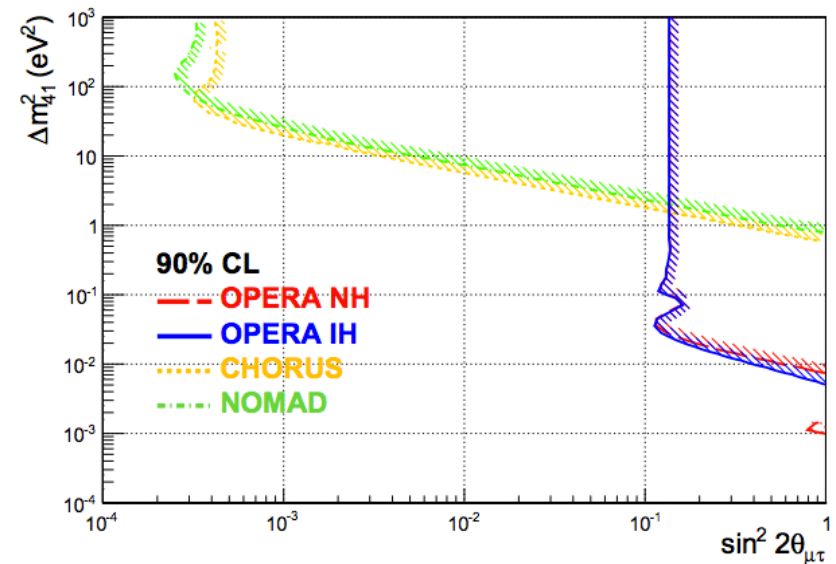 Δm²₄₁ (eV²)
10³
10²
10
1
10⁻¹
10⁻²
10⁻³
10⁻⁴
90% CL
OPERA NH
OPERA IH
CHORUS
NOMAD
10⁻⁴ 10⁻³ 10⁻² 10⁻¹ 1
sin² 2θμτ